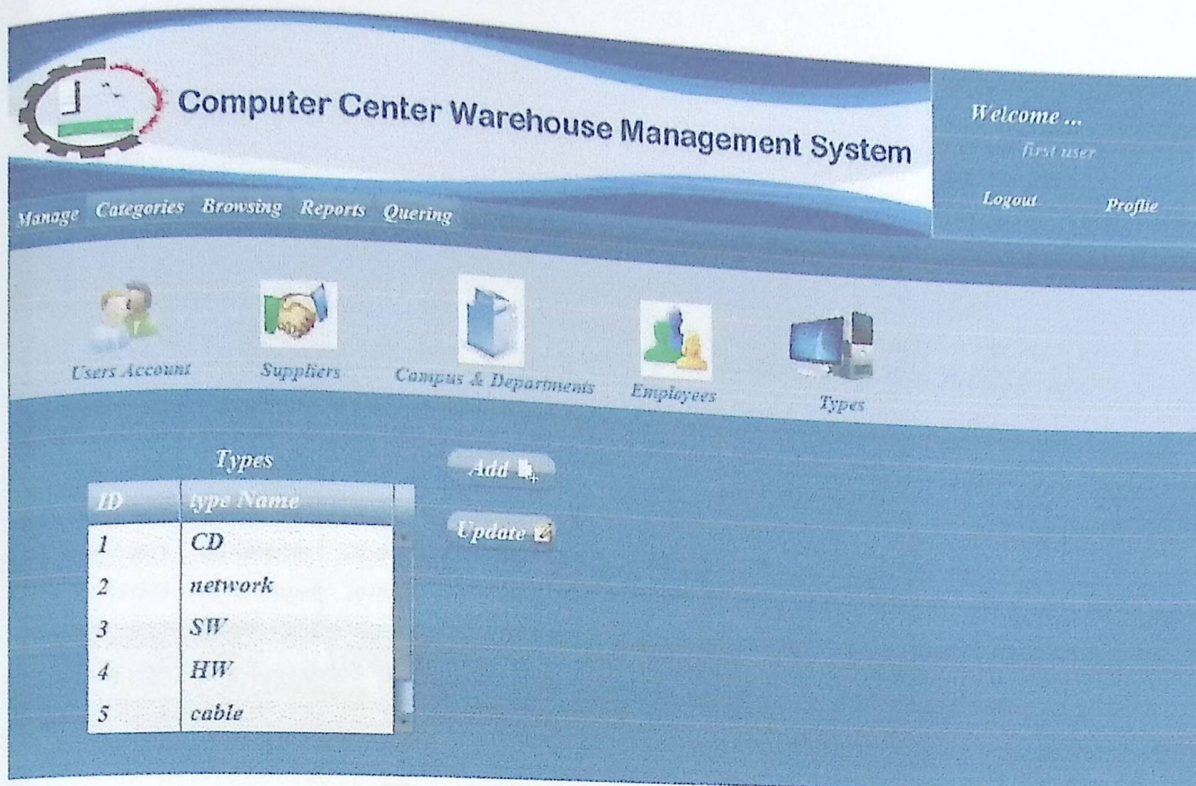 Computer Center Warehouse Management System
Welcome ...
first user
Logout Proflie
Manage Categories Browsing Reports Quering
Users Account Suppliers Campus & Departments Employees Types
Types
Add
Update
ID type Name
1 CD
2 network
3 SW
4 HW
5 cable